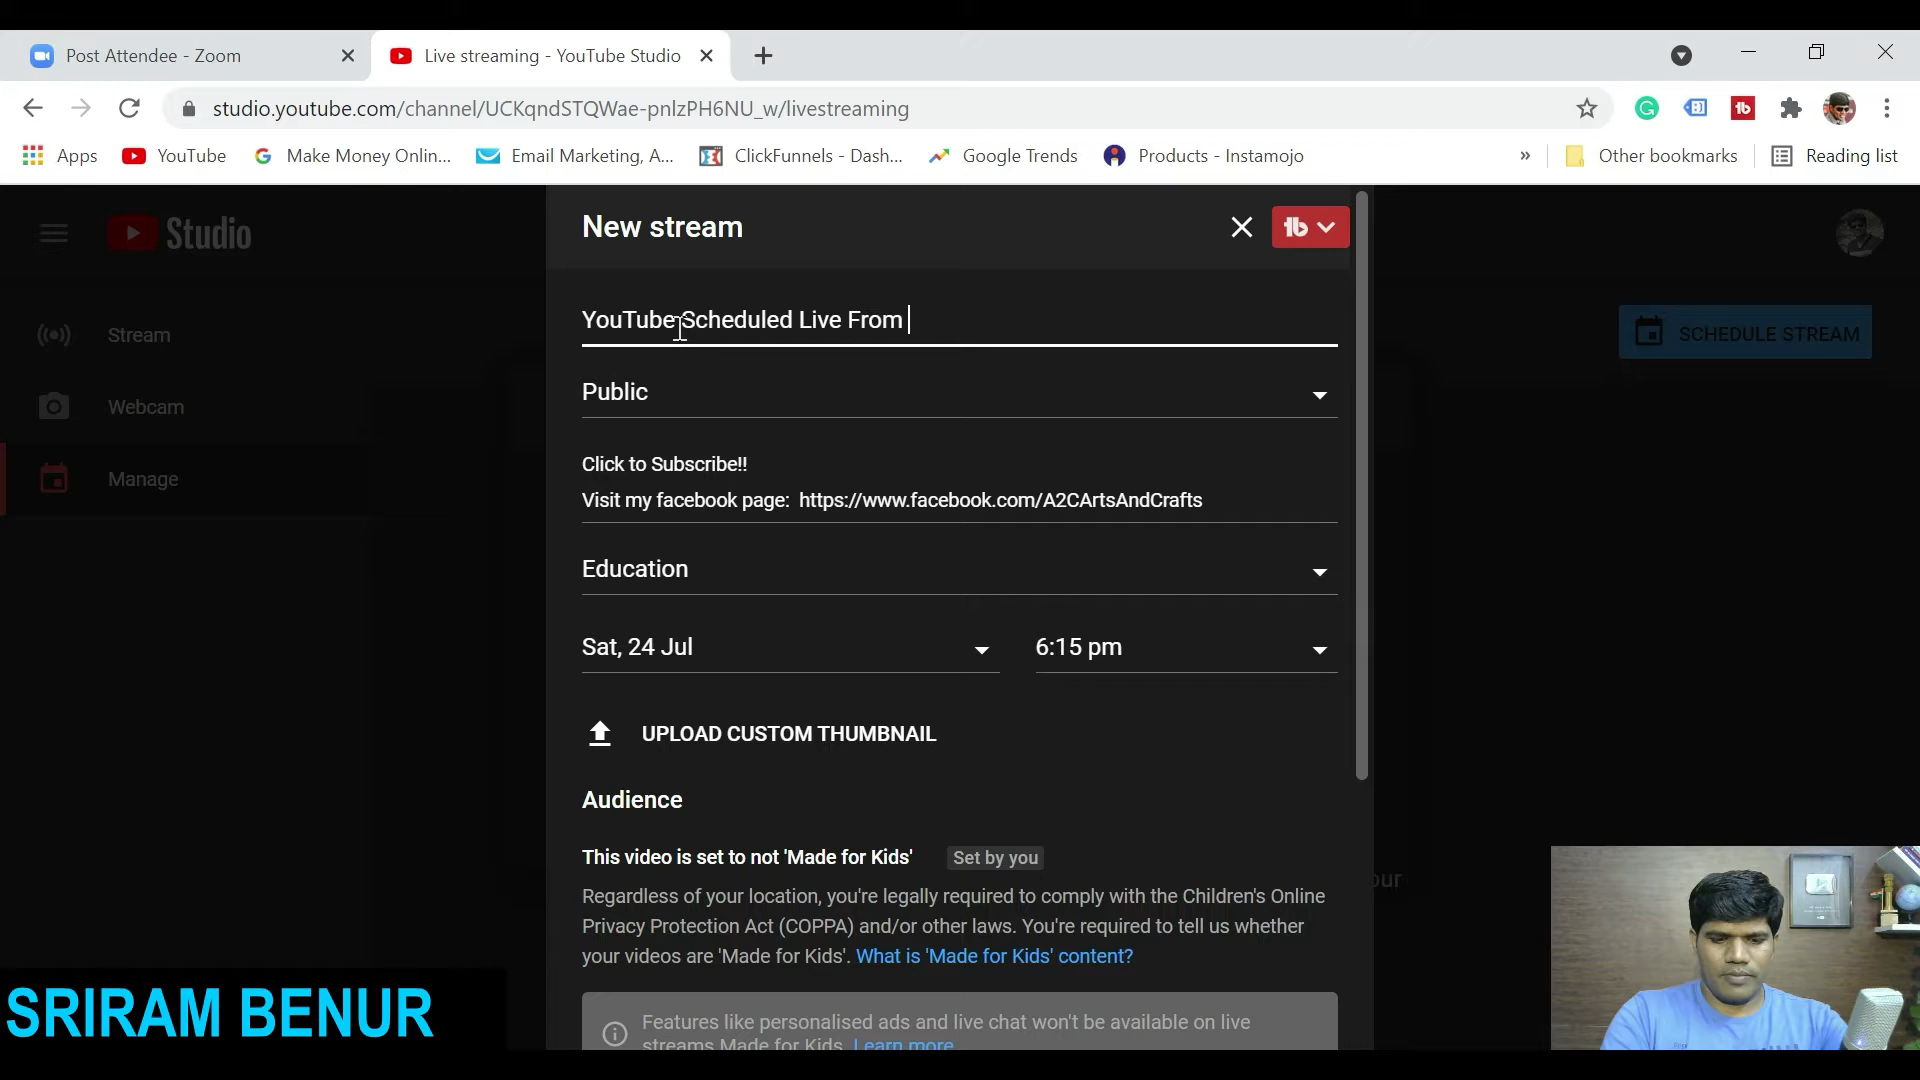 Post Attendee - Zoom
Live streaming - YouTube Studio
studio.youtube.com/channel/UCKqndSTQWae-pnlzPH6NU_w/livestreaming
Apps
YouTube
Make Money Onlin...
Email Marketing, A...
ClickFunnels - Dash...
Google Trends
Products - Instamojo
»
Other bookmarks
Reading list
Studio
New stream
Stream
Webcam
Manage
SCHEDULE STREAM
YouTube Scheduled Live From
Public
Click to Subscribe!!
Visit my facebook page: https://www.facebook.com/A2CArtsAndCrafts
Education
Sat, 24 Jul
6:15 pm
UPLOAD CUSTOM THUMBNAIL
Audience
This video is set to not 'Made for Kids'
Set by you
Regardless of your location, you're legally required to comply with the Children's Online
Privacy Protection Act (COPPA) and/or other laws. You're required to tell us whether
your videos are 'Made for Kids'. What is 'Made for Kids' content?
Features like personalised ads and live chat won't be available on live
streams Made for Kids. Learn more
SRIRAM BENUR